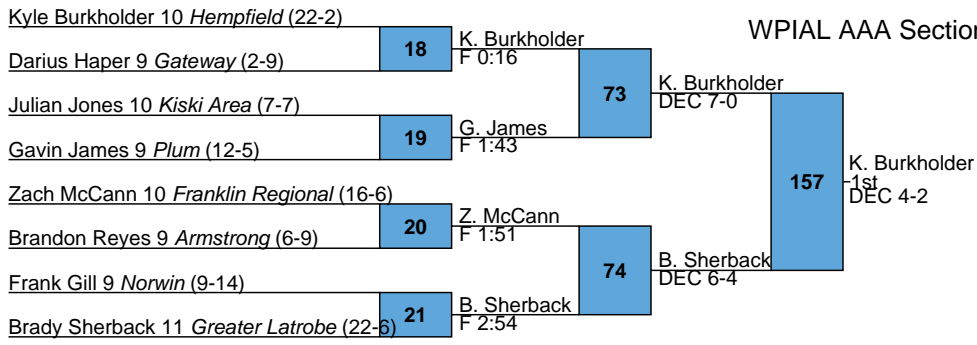 Kyle Burkholder 10 Hempfield (22-2)
Darius Haper 9 Gateway (2-9)
Julian Jones 10 Kiski Area (7-7)
Gavin James 9 Plum (12-5)
Zach McCann 10 Franklin Regional (16-6)
Brandon Reyes 9 Armstrong (6-9)
Frank Gill 9 Norwin (9-14)
Brady Sherback 11 Greater Latrobe (22-6)
18
19
20
21
K. Burkholder
F 0:16
G. James
F 1:43
Z. McCann
F 1:51
B. Sherback
F 2:54
73
74
K. Burkholder
DEC 7-0
B. Sherback
DEC 6-4
157
K. Burkholder
1st
DEC 4-2
WPIAL AAA Section